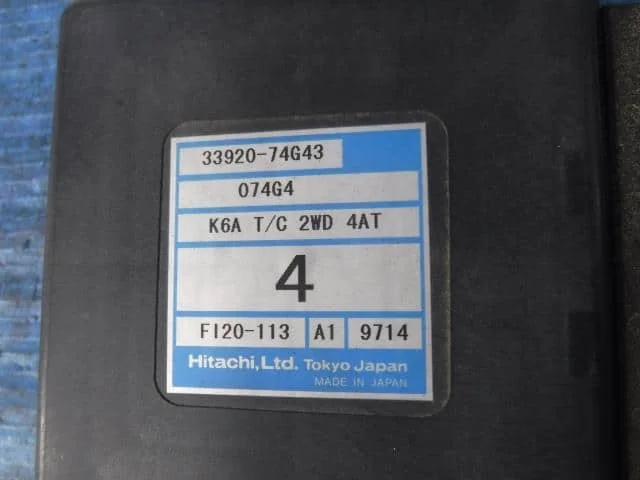 33920-74G43
074G4
K6A T/C 2WD 4AT
4
FI20-113 A1 9714
Hitachi,Ltd. Tokyo Japan
MADE IN JAPAN